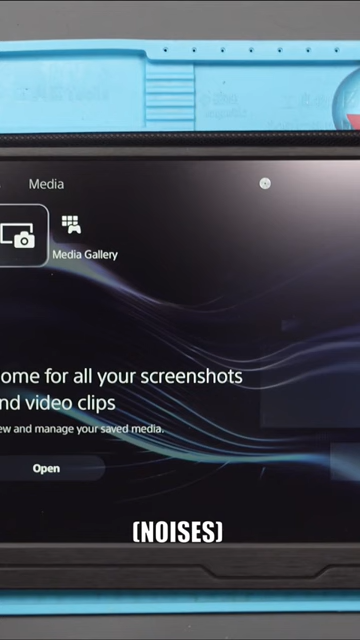 Media
Media Gallery
ome for all your screenshots
nd video clips
ew and manage your saved media.
Open
(NOISES)